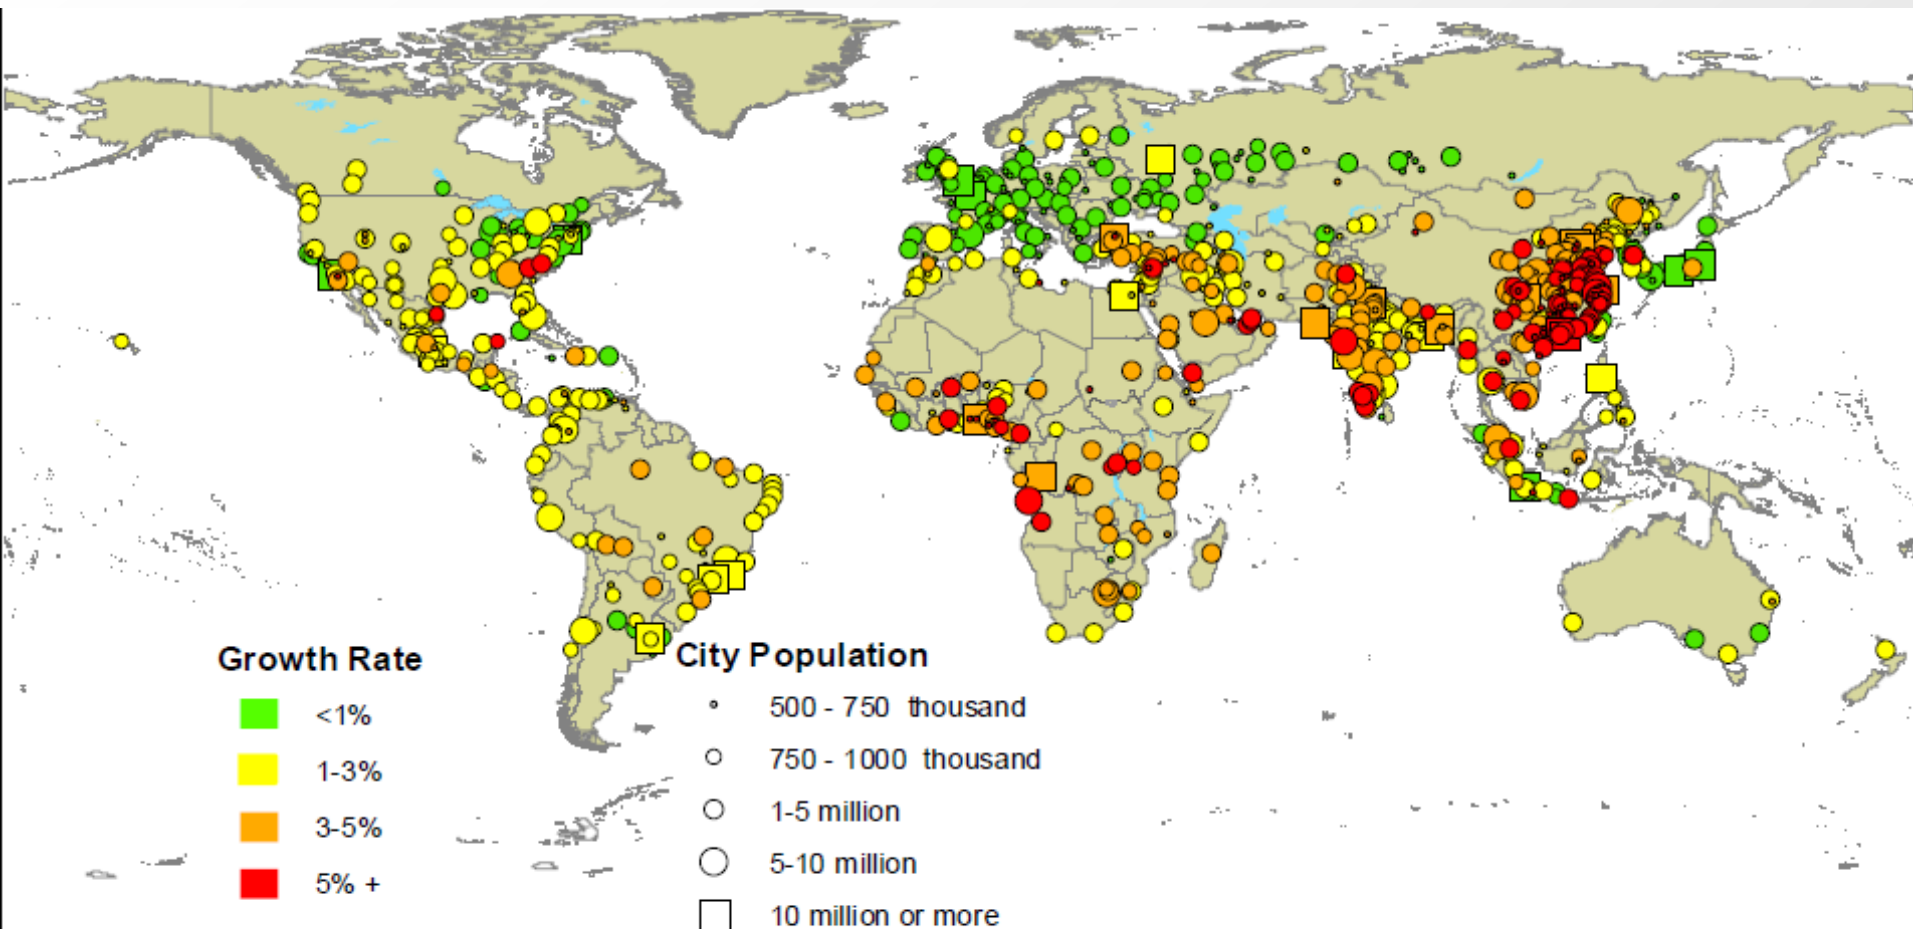 Growth Rate
<1%
1-3%
3-5%
5% +
City Population
500 - 750 thousand
750 - 1000 thousand
1-5 million
5-10 million
10 million or more